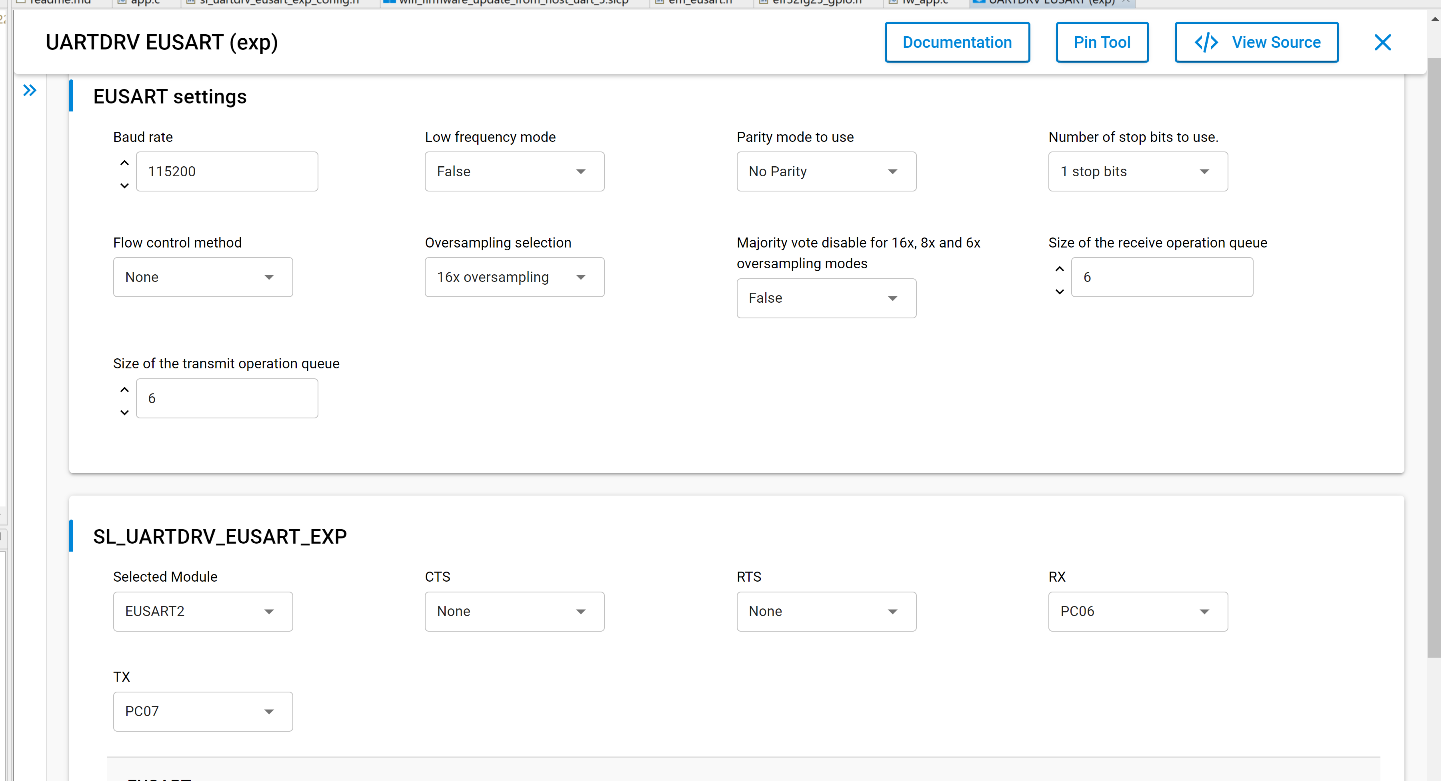 readme.md app.c sl_uartdrv_eusart_exp_config.h wifi_firmware_update_from_host_uart_3.slcp em_eusart.h efr32fg25_gpio.h fw_app.c UARTDRV EUSART (exp)
UARTDRV EUSART (exp)
Documentation
Pin Tool
View Source
EUSART settings
Baud rate
Low frequency mode
Parity mode to use
Number of stop bits to use.
115200
False
No Parity
1 stop bits
Flow control method
Oversampling selection
Majority vote disable for 16x, 8x and 6x
oversampling modes
Size of the receive operation queue
None
16x oversampling
False
6
Size of the transmit operation queue
6
SL_UARTDRV_EUSART_EXP
Selected Module
CTS
RTS
RX
EUSART2
None
None
PC06
TX
PC07